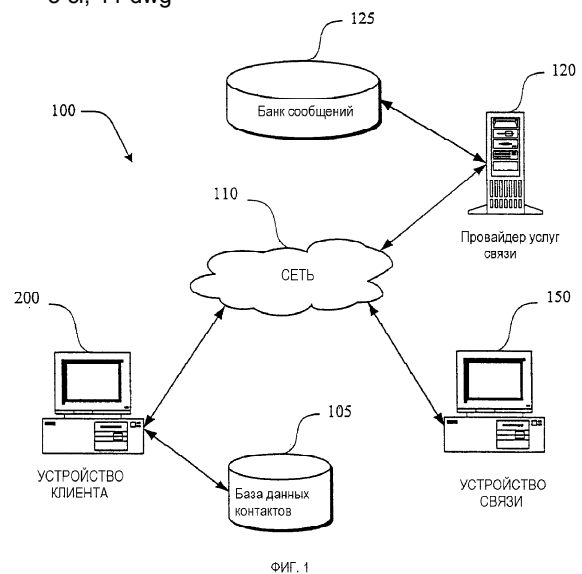 125
Банк сообщений
120
100
Провайдер услуг
связи
110
СЕТЬ
200
150
105
УСТРОЙСТВО
КЛИЕНТА
База данных
контактов
УСТРОЙСТВО
СВЯЗИ
ФИГ. 1